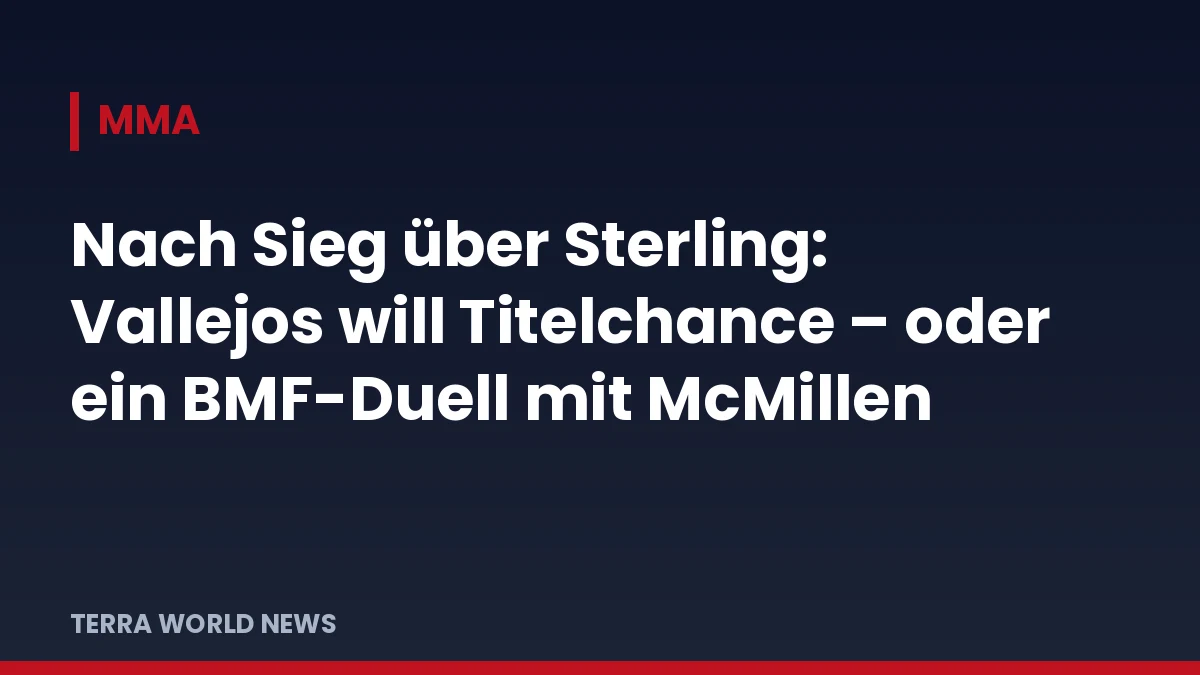 MMA
Nach Sieg über Sterling:
Vallejos will Titelchance – oder
ein BMF-Duell mit McMillen
TERRA WORLD NEWS